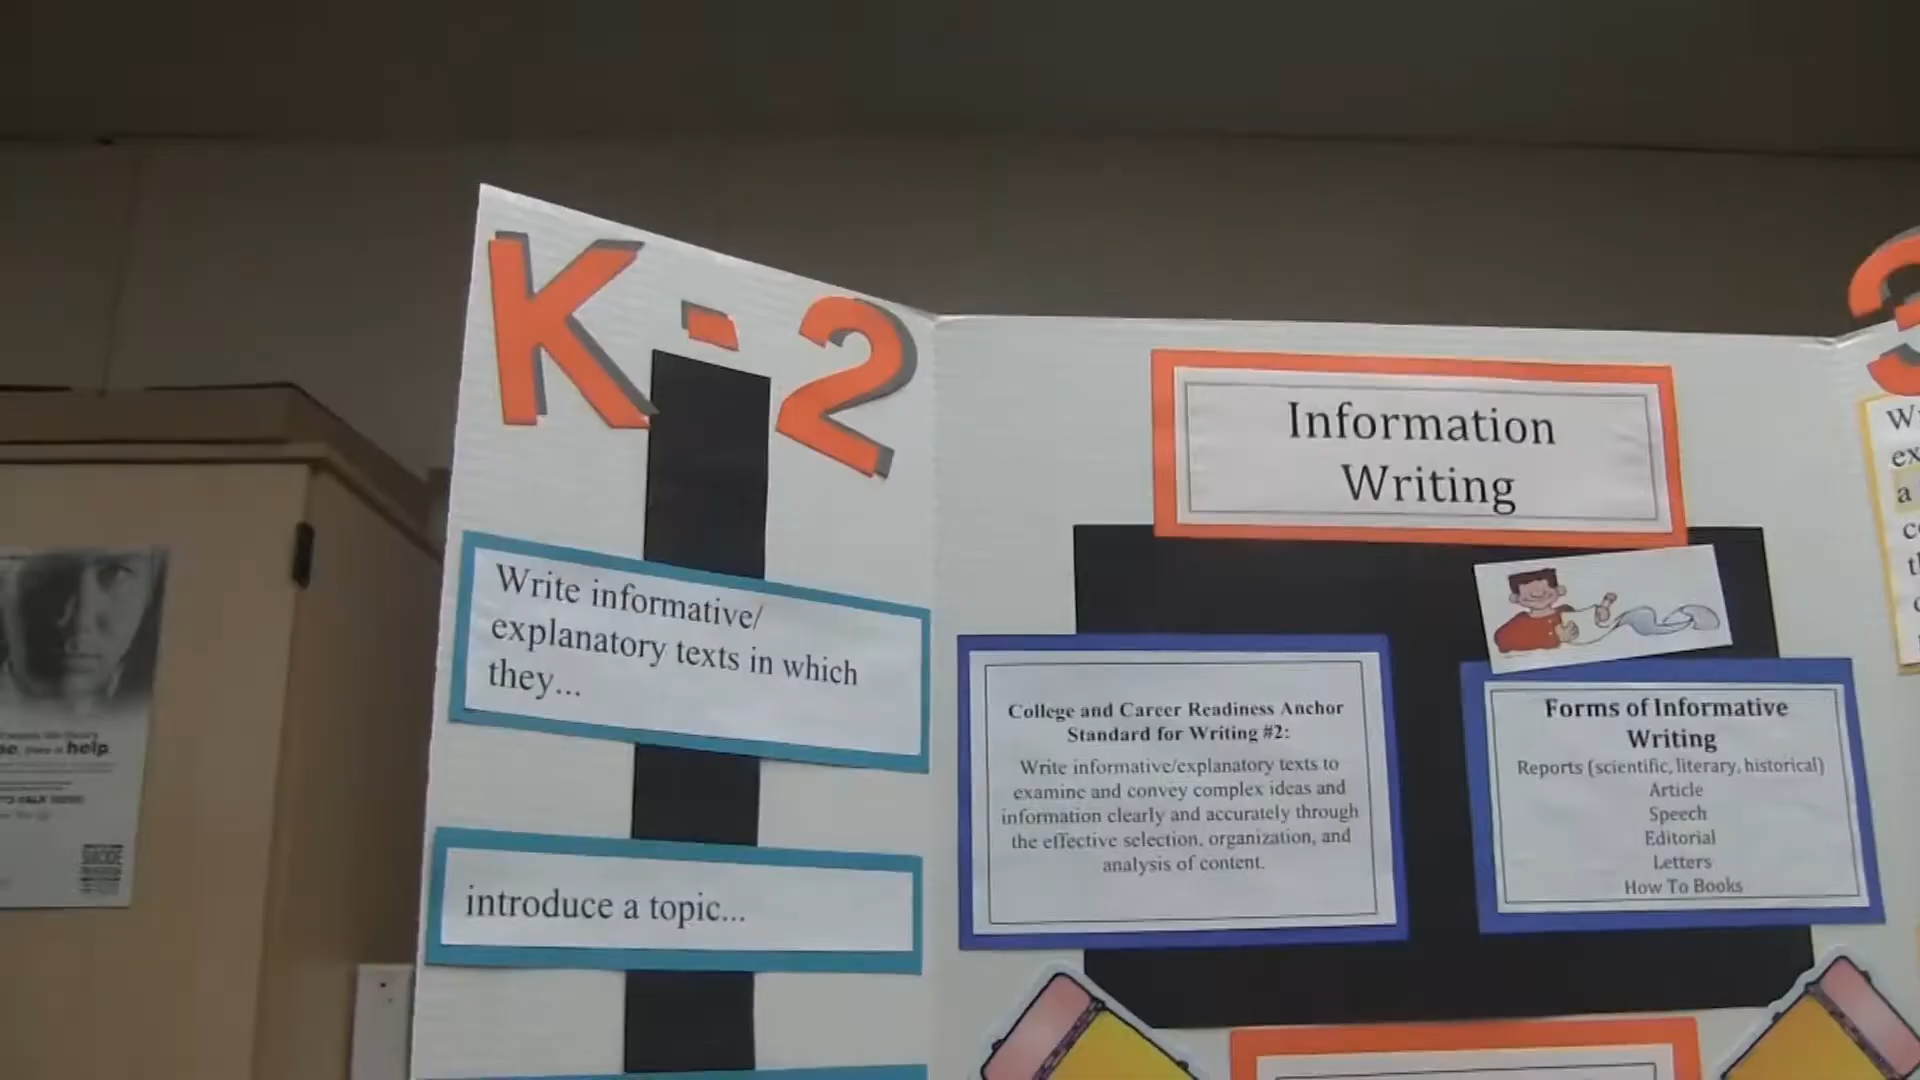 K-2
Write informative/
explanatory texts in which
they...
introduce a topic...
Information
Writing
College and Career Readiness Anchor
Standard for Writing #2:
Write informative/explanatory texts to
examine and convey complex ideas and
information clearly and accurately through
the effective selection, organization, and
analysis of content.
Forms of Informative
Writing
Reports (scientific, literary, historical)
Article
Speech
Editorial
Letters
How To Books
3
a
help